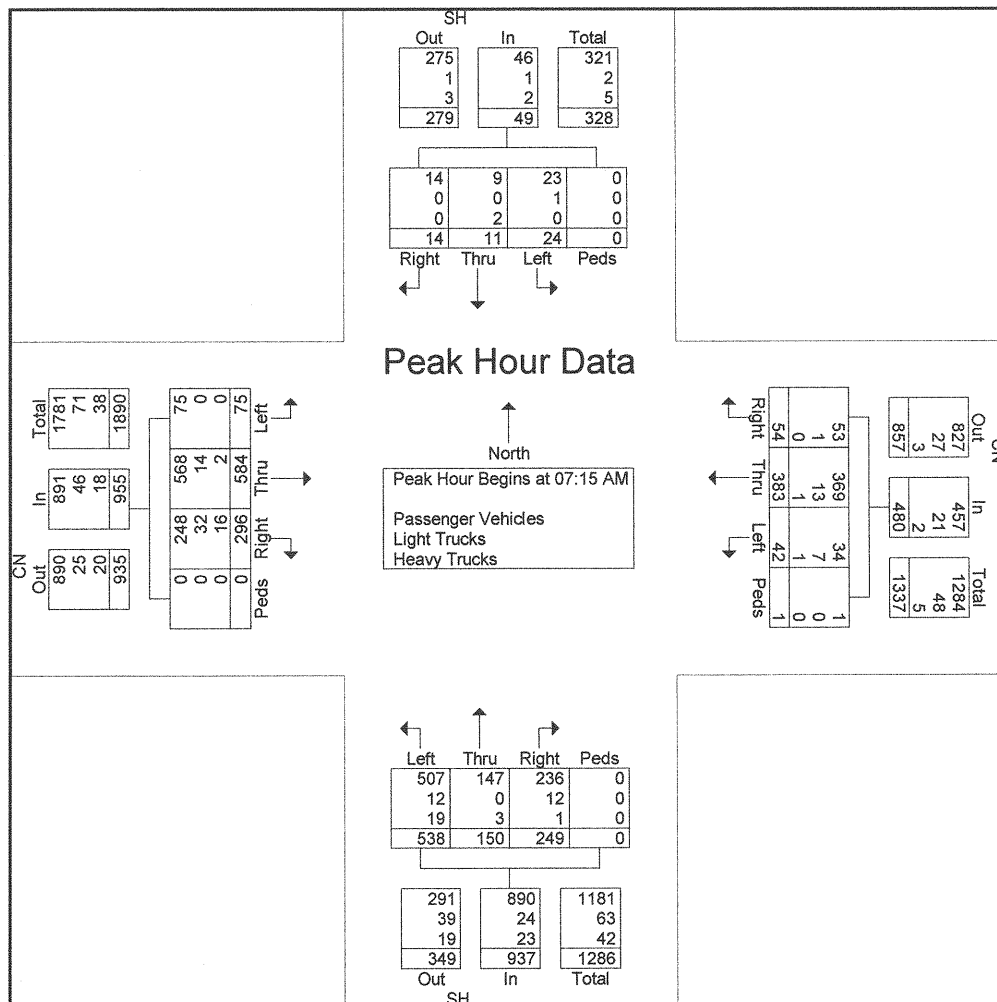 SH
Out In Total
275 46 321
1 1 2
3 2 5
279 49 328
14 9 23 0
0 0 1 0
0 2 0 0
14 11 24 0
Right Thru Left Peds
Peak Hour Data
North
Peak Hour Begins at 07:15 AM
Passenger Vehicles
Light Trucks
Heavy Trucks
CN
Out In Total
890 891 1781
25 46 71
20 18 38
935 955 1890
Left Thru Right Peds
75 568 248 0
0 14 32 0
0 2 16 0
75 584 296 0
CN
Out In Total
827 457 1284
27 21 48
3 2 5
857 480 1337
Right Thru Left Peds
53 369 34 1
1 13 7 0
0 1 1 0
54 383 42 1
Left Thru Right Peds
507 147 236 0
12 0 12 0
19 3 1 0
538 150 249 0
291 890 1181
39 24 63
19 23 42
349 937 1286
Out In Total
SH